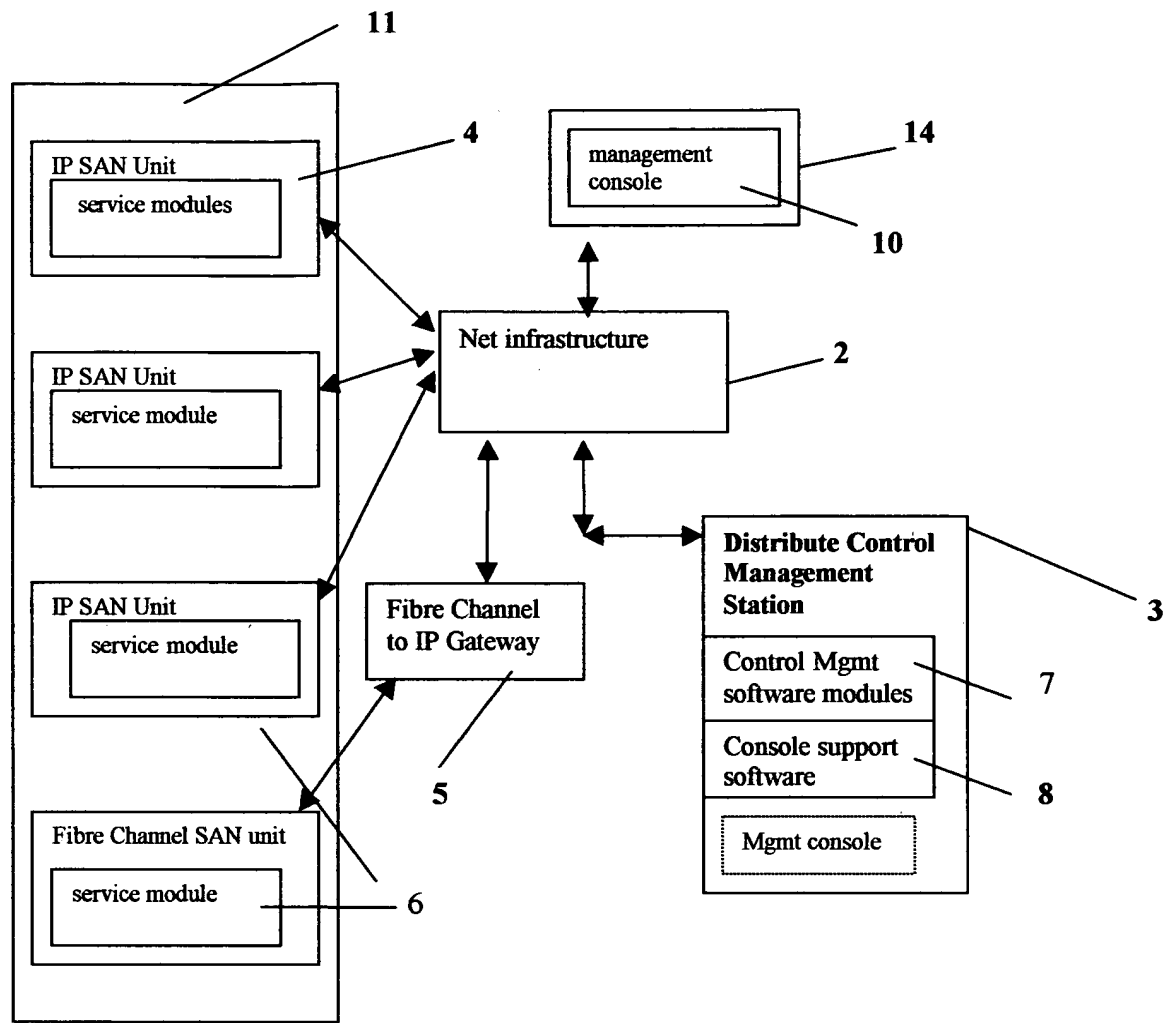 11
IP SAN Unit
service modules
4
management
console
14
10
Net infrastructure
2
IP SAN Unit
service module
IP SAN Unit
service module
Fibre Channel
to IP Gateway
5
Distribute Control
Management
Station
3
Control Mgmt
software modules
7
Console support
software
8
Mgmt console
Fibre Channel SAN unit
service module
6